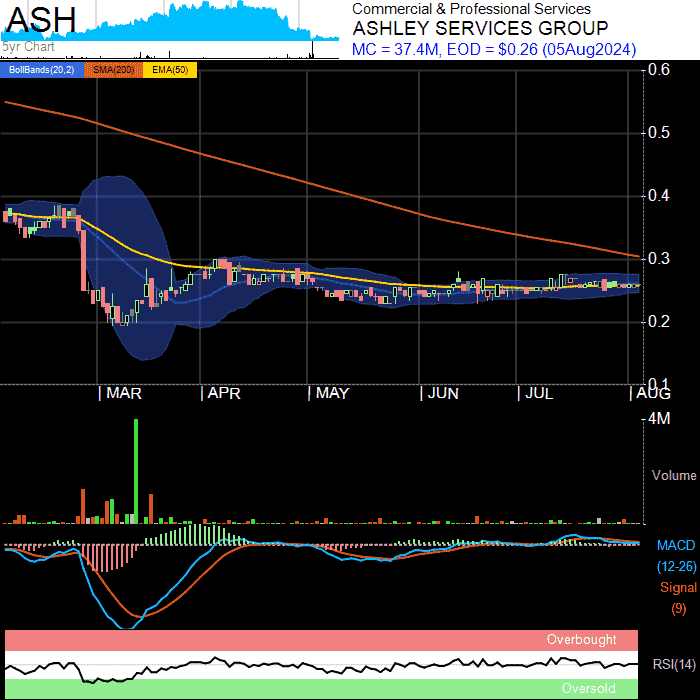 ASH
5yr Chart
Commercial & Professional Services
ASHLEY SERVICES GROUP
MC = 37.4M, EOD = $0.26 (05Aug2024)
BollBands(20,2) SMA(200) EMA(50)
0.6
0.5
0.4
0.3
0.2
0.1
MAR APR MAY JUN JUL AUG
4M
Volume
MACD
(12-26)
Signal
(9)
Overbought
RSI(14)
Oversold